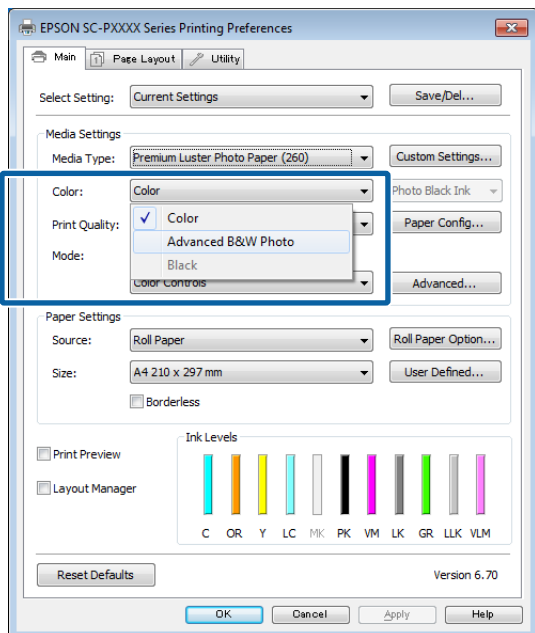 EPSON SC-PXXXX Series Printing Preferences
Main
Page Layout
Utility
Select Setting: Current Settings Save/Del...
Media Settings
Media Type: Premium Luster Photo Paper (260) Custom Settings...
Color: Color Photo Black Ink
Color
Print Quality: Paper Config...
Advanced B&W Photo
Mode:
Black
Color Controls Advanced...
Paper Settings
Source: Roll Paper Roll Paper Option...
Size: A4 210 x 297 mm User Defined...
Borderless
Ink Levels
Print Preview
Layout Manager
C OR Y LC MK PK VM LK GR LLK VLM
Reset Defaults Version 6.70
OK Cancel Apply Help